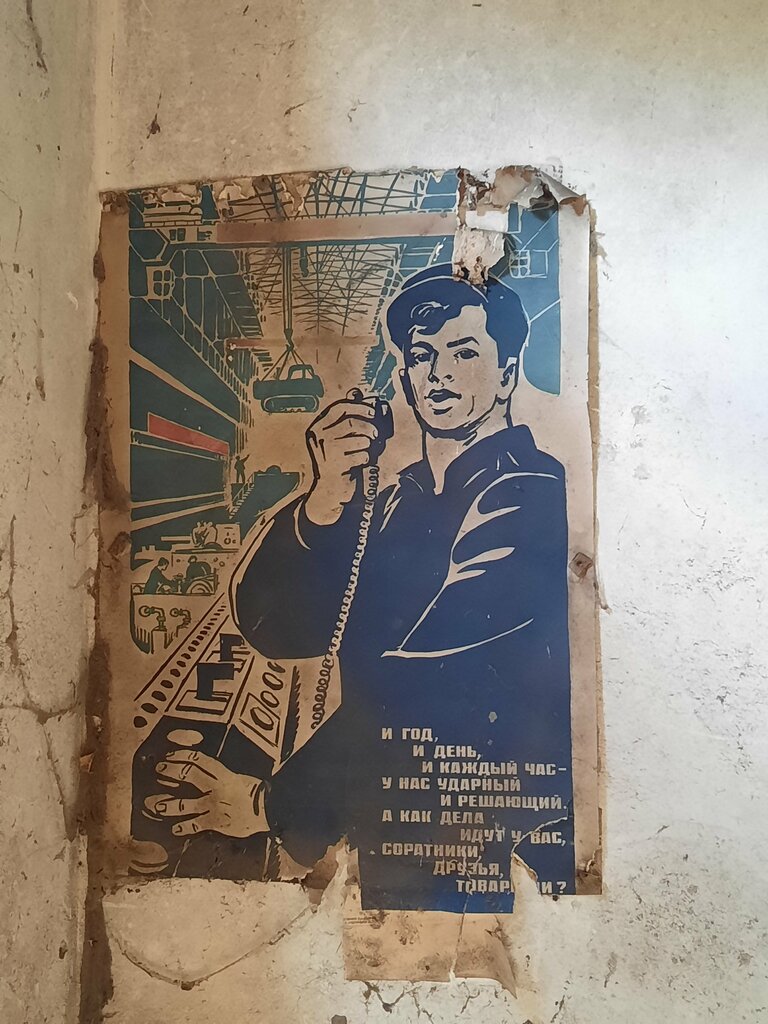 И ГОД,
И ДЕНЬ,
И КАЖДЫЙ ЧАС-
У НАС УДАРНЫЙ
И РЕШАЮЩИЙ.
А КАК ДЕЛА
ИДУТ У ВАС,
СОРАТНИКИ,
ДРУЗЬЯ,